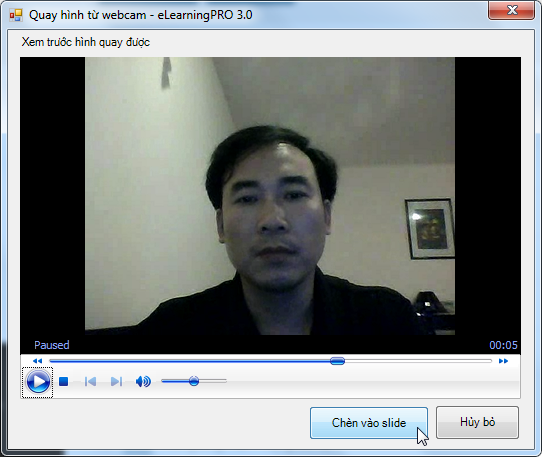 Quay hình từ webcam - eLearningPRO 3.0
Xem trước hình quay được
Paused 00:05
Chèn vào slide Hủy bỏ